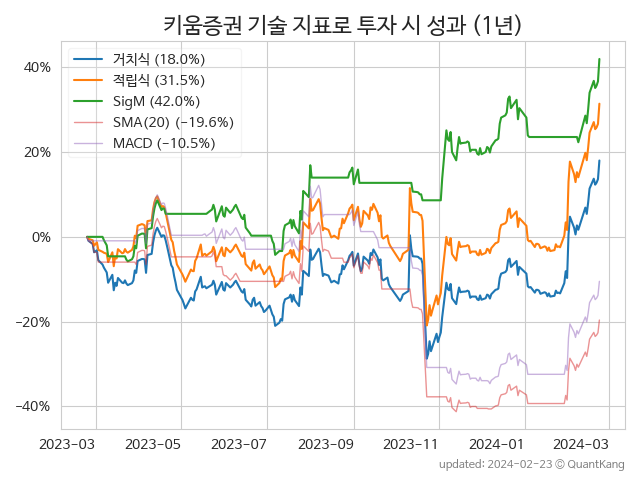 키움증권 기술 지표로 투자 시 성과 (1년)
거치식 (18.0%)
적립식 (31.5%)
SigM (42.0%)
SMA(20) (−19.6%)
MACD (−10.5%)
40%
20%
0%
−20%
−40%
2023-03 2023-05 2023-07 2023-09 2023-11 2024-01 2024-03
updated: 2024-02-23 © QuantKang